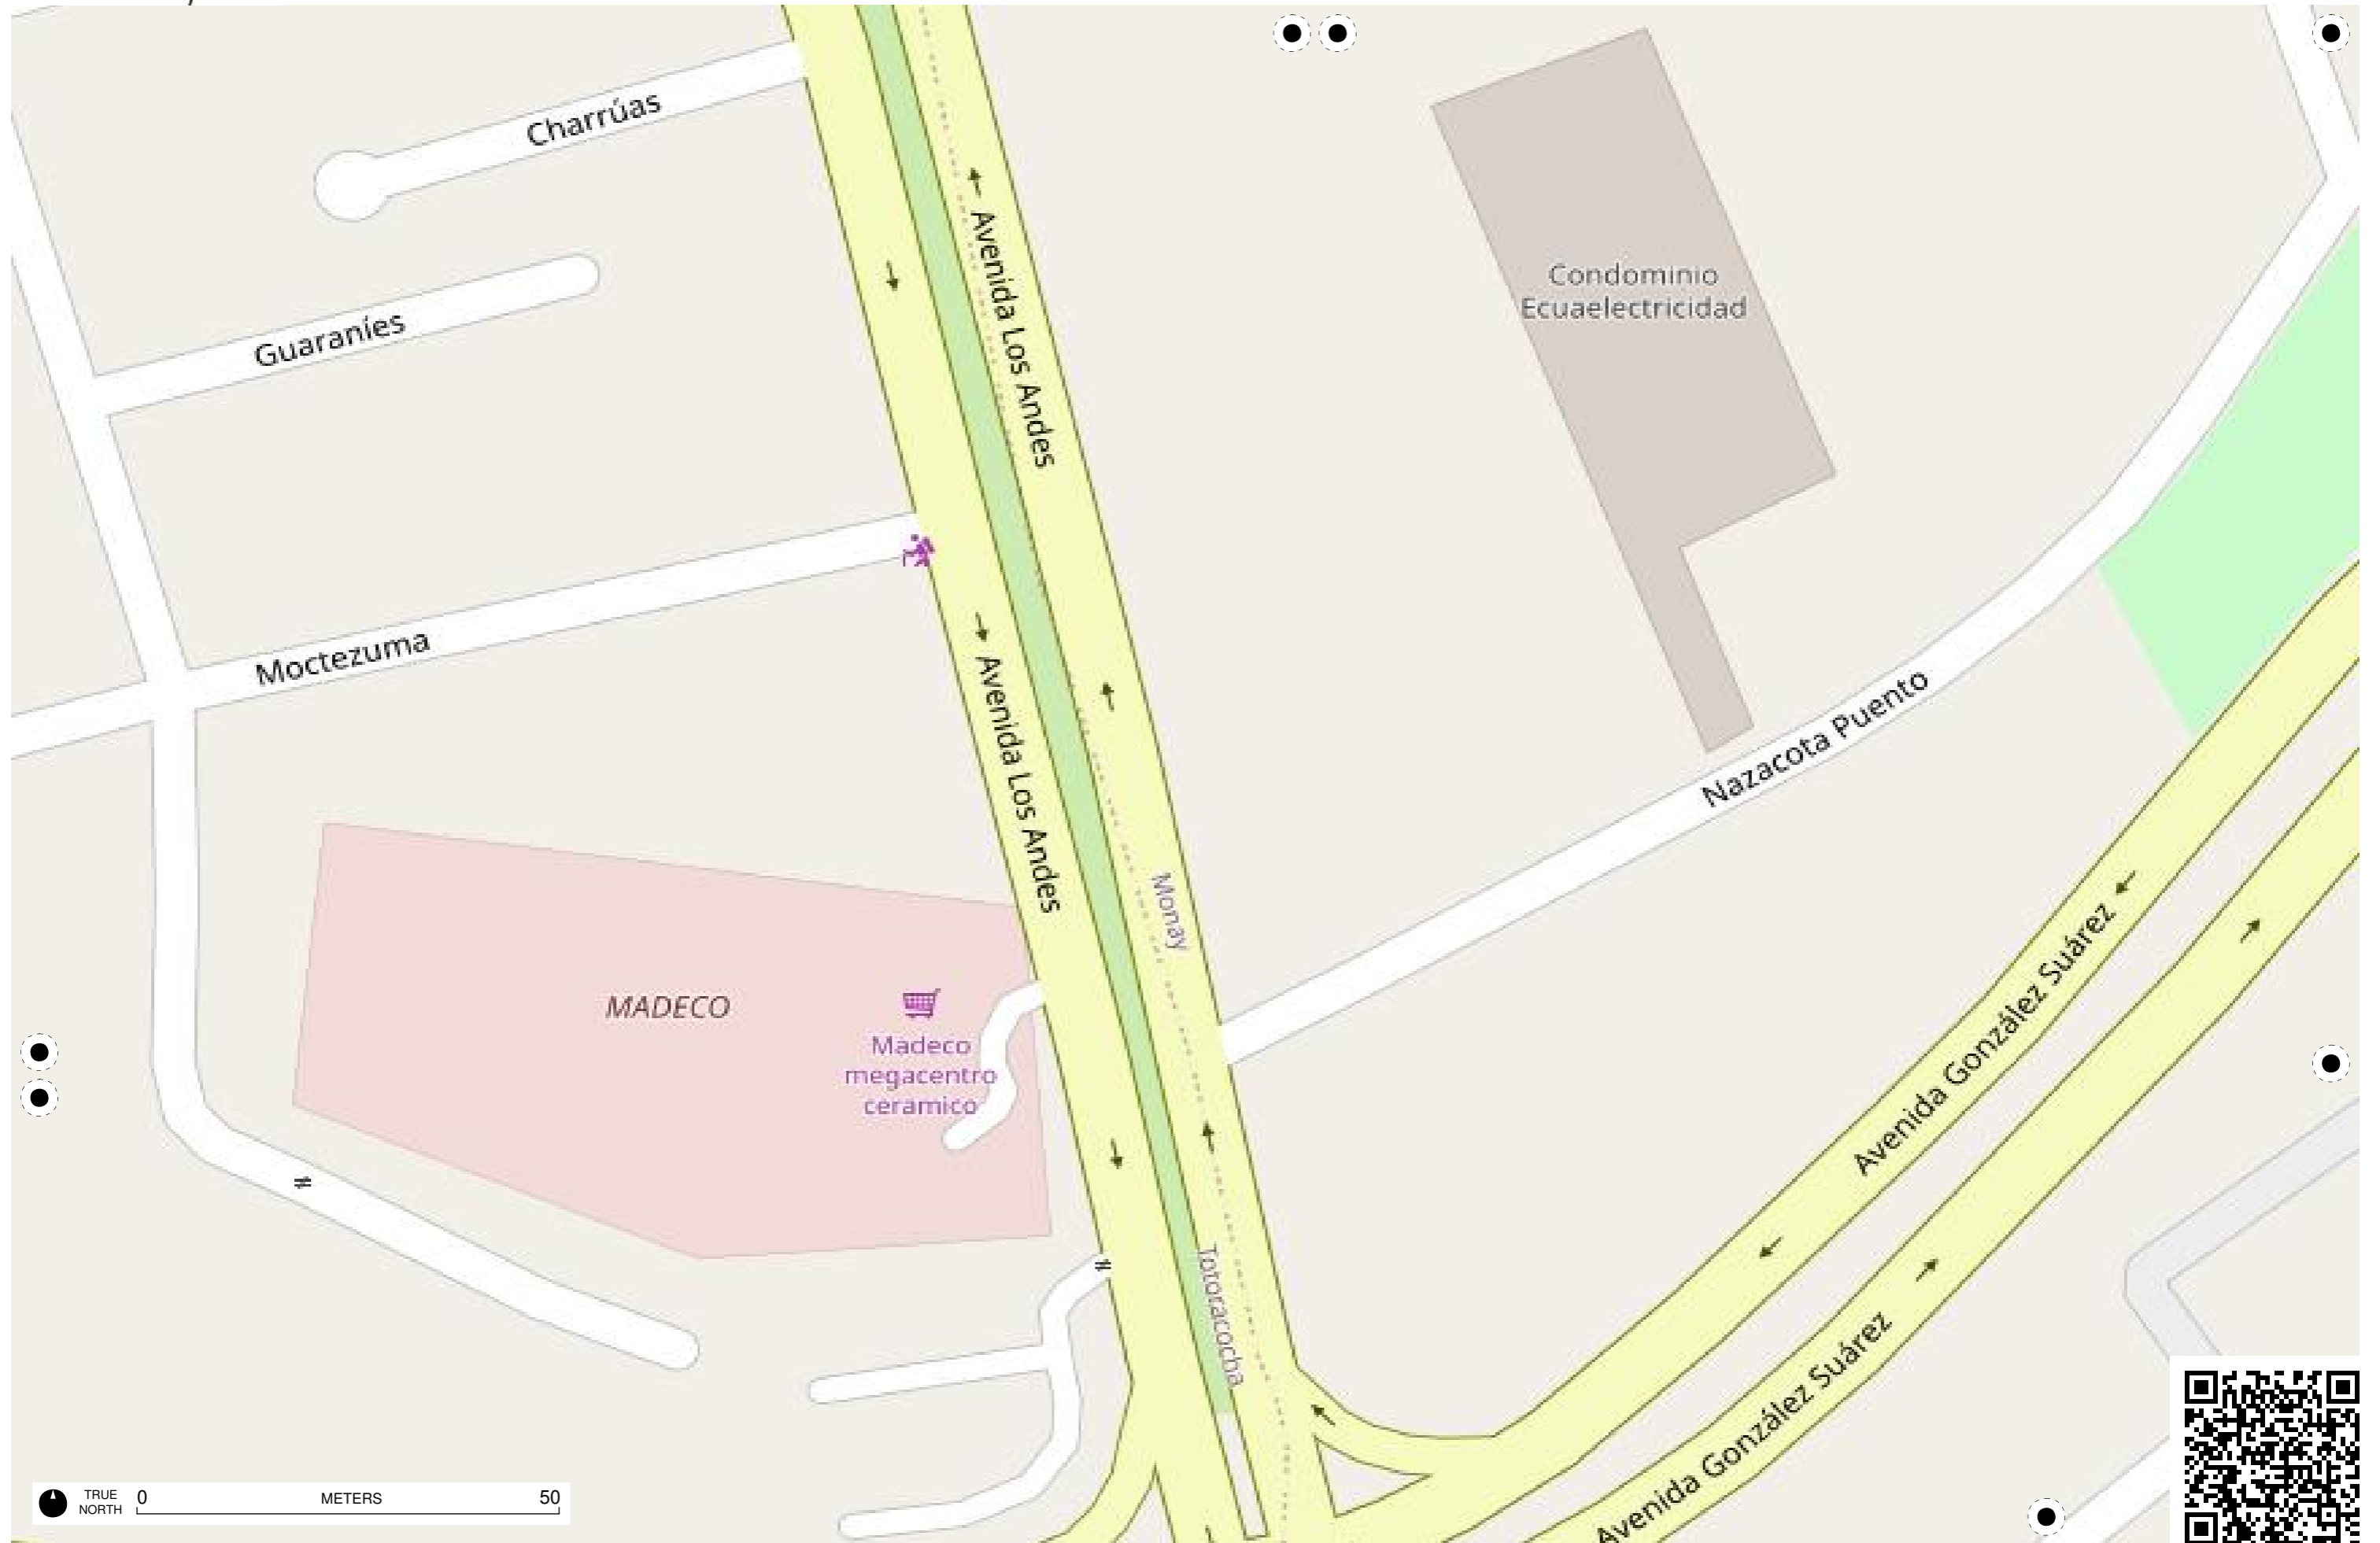 Charrúas
Avenida Los Andes
Condominio
Ecuaelectricidad
Guaraníes
Moctezuma
Avenida Los Andes
Nazacota Puento
Monay
MADECO
Madeco
megacentro
ceramico
Avenida González Suárez
Totoracocha
Avenida González Suárez
TRUE
NORTH
0
METERS
50